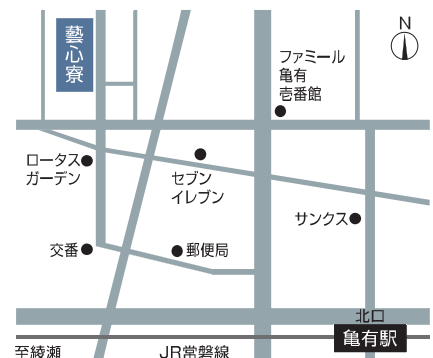 N
藝心寮
ファミール
亀有
壱番館
ロータス
ガーデン
セブン
イレブン
サンクス
交番
郵便局
北口
亀有駅
至綾瀬
JR常磐線